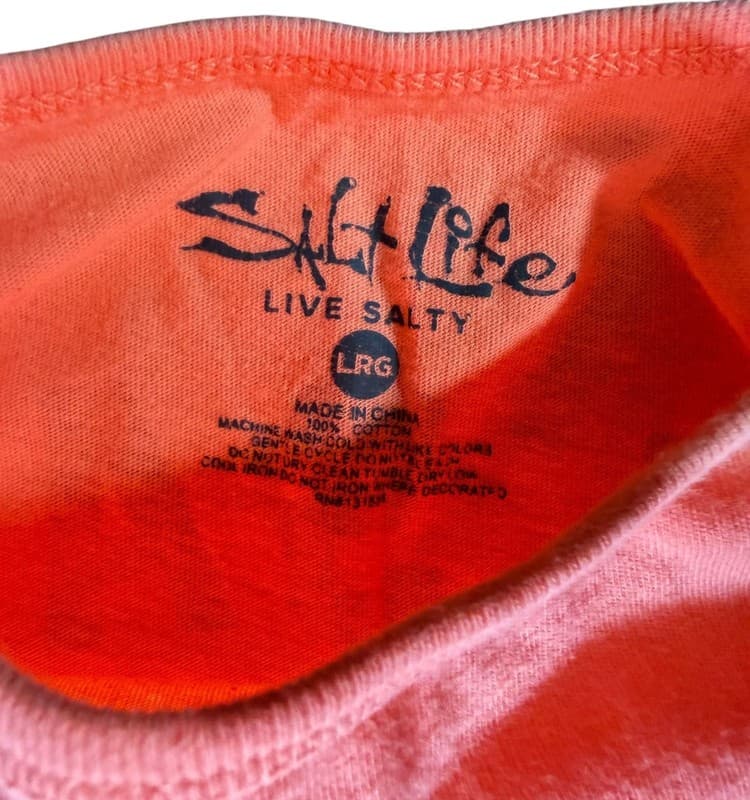 Salt Life
LIVE SALTY
LRG
MADE IN CHINA
100% COTTON
MACHINE WASH COLD WITH LIKE COLORS
GENTLE CYCLE DO NOT BLEACH
DO NOT DRY CLEAN TUMBLE DRY LOW
COOL IRON DO NOT IRON WHERE DECORATED